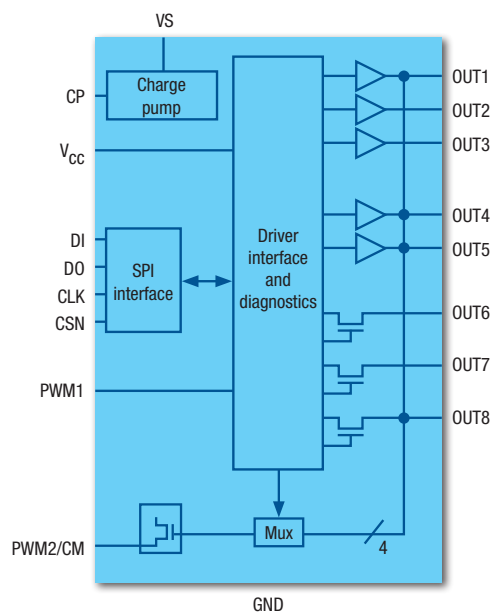 VS
Charge
pump
CP
V_CC
OUT1
OUT2
OUT3
OUT4
OUT5
DI
DO
CLK
CSN
SPI
interface
Driver
interface
and
diagnostics
OUT6
OUT7
OUT8
PWM1
Mux
4
PWM2/CM
GND